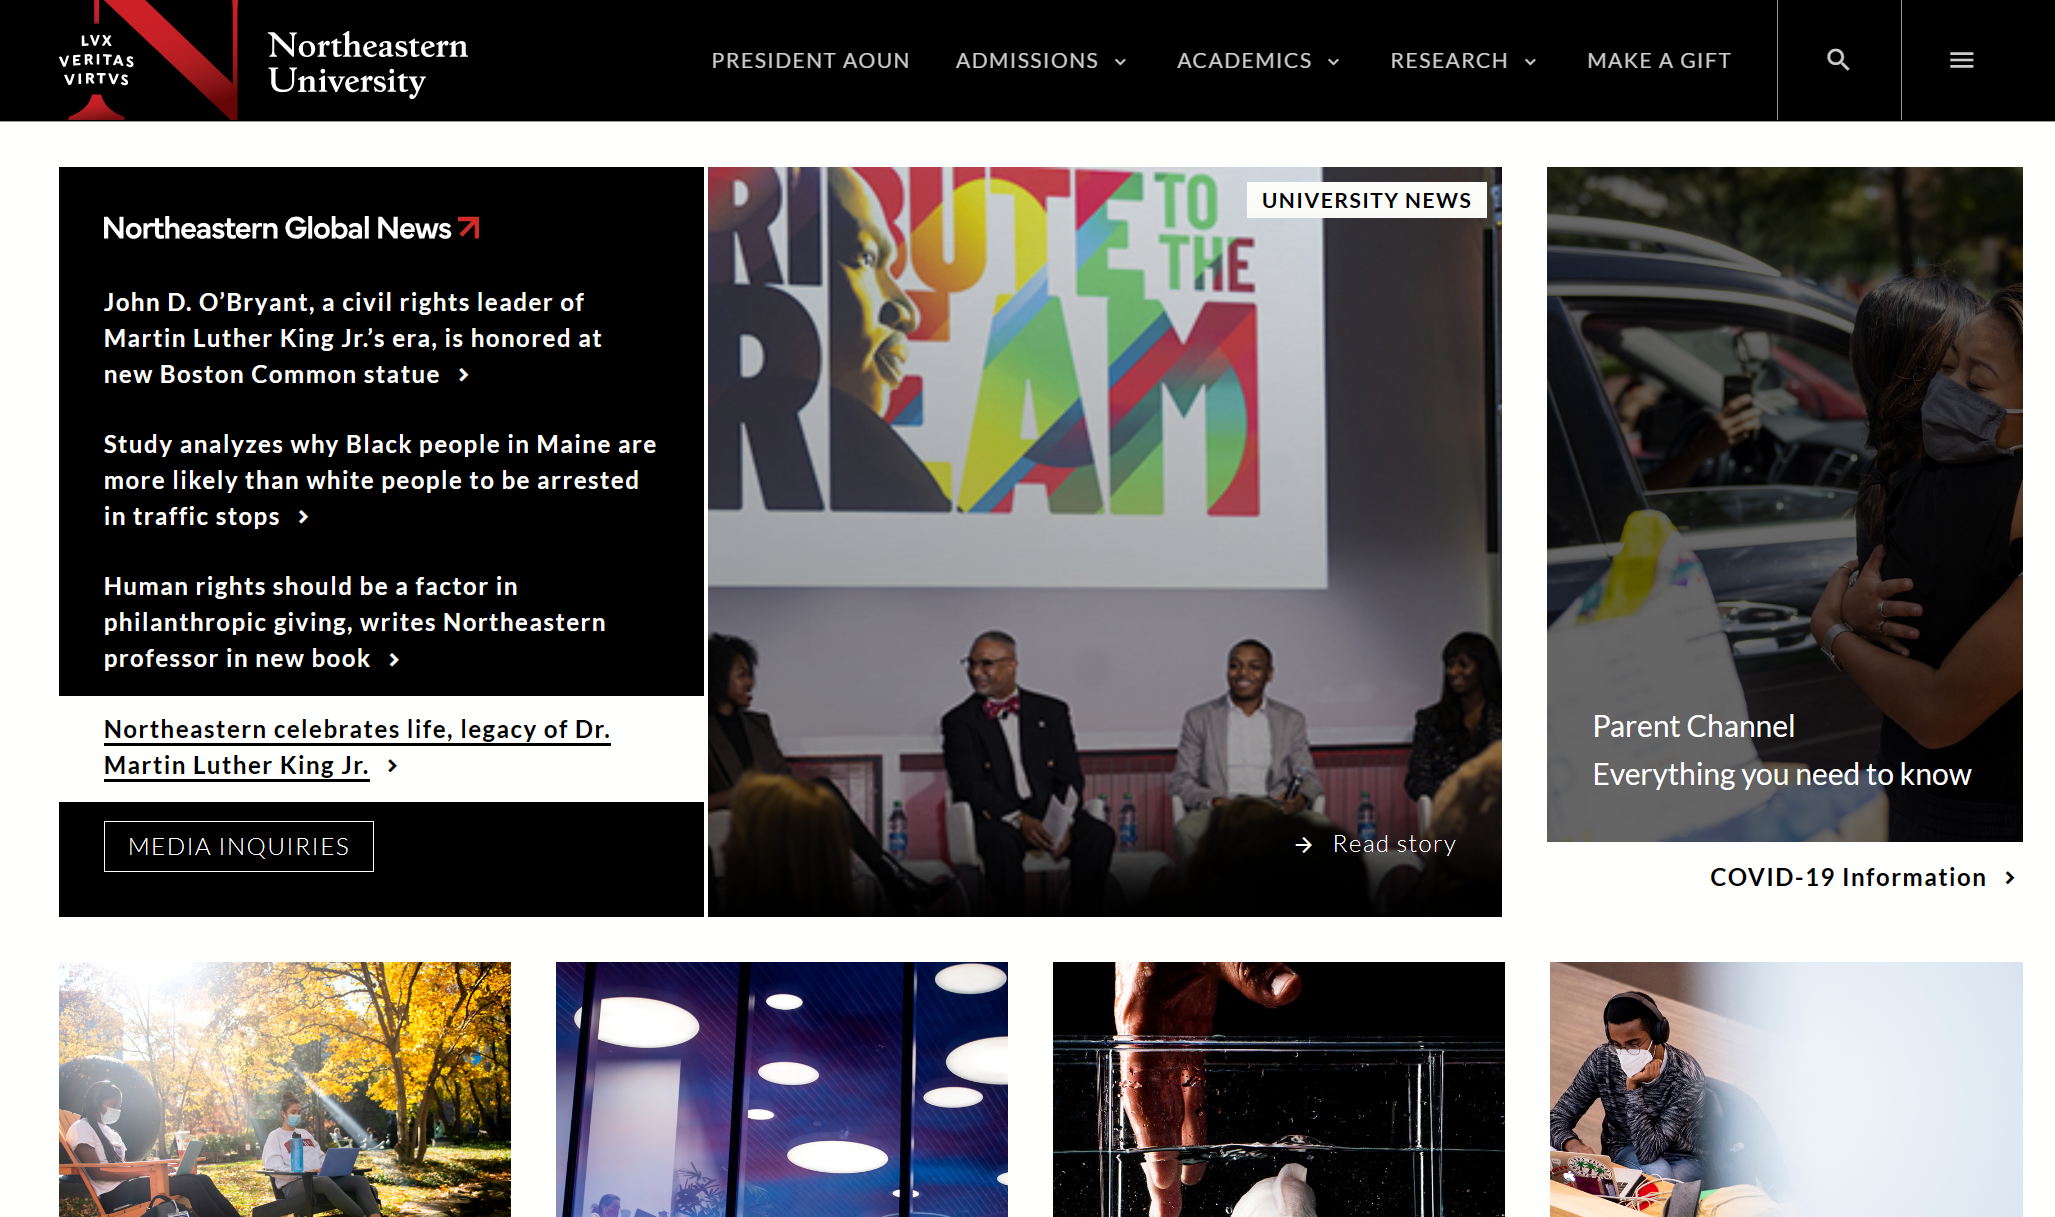 LVX
VERITAS
VIRTVS
Northeastern
University
PRESIDENT AOUN
ADMISSIONS
ACADEMICS
RESEARCH
MAKE A GIFT
Northeastern Global News
John D. O’Bryant, a civil rights leader of
Martin Luther King Jr.’s era, is honored at
new Boston Common statue
Study analyzes why Black people in Maine are
more likely than white people to be arrested
in traffic stops
Human rights should be a factor in
philanthropic giving, writes Northeastern
professor in new book
Northeastern celebrates life, legacy of Dr.
Martin Luther King Jr.
MEDIA INQUIRIES
UNIVERSITY NEWS
RIBUTE TO
THE
REAM
Read story
Parent Channel
Everything you need to know
COVID-19 Information